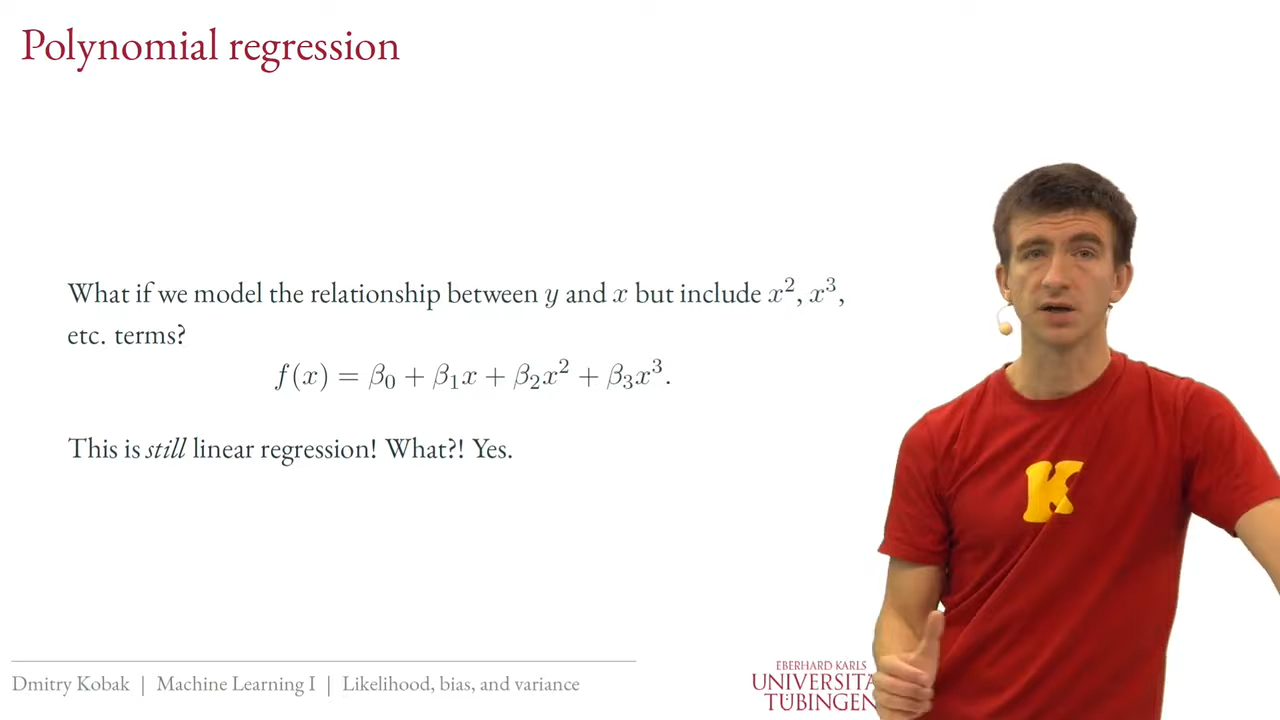 Polynomial regression
What if we model the relationship between y and x but include x², x³,
etc. terms?
f(x) = β₀ + β₁x + β₂x² + β₃x³.
This is still linear regression! What?! Yes.
K
Dmitry Kobak | Machine Learning I | Likelihood, bias, and variance
EBERHARD KARLS
UNIVERSITÄ
TÜBINGEN